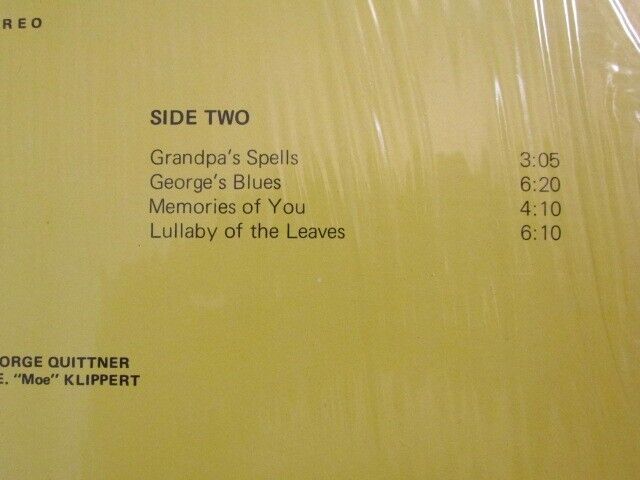 REO
SIDE TWO
Grandpa's Spells 3:05
George's Blues 6:20
Memories of You 4:10
Lullaby of the Leaves 6:10
ORGE QUITTNER
E. "Moe" KLIPPERT